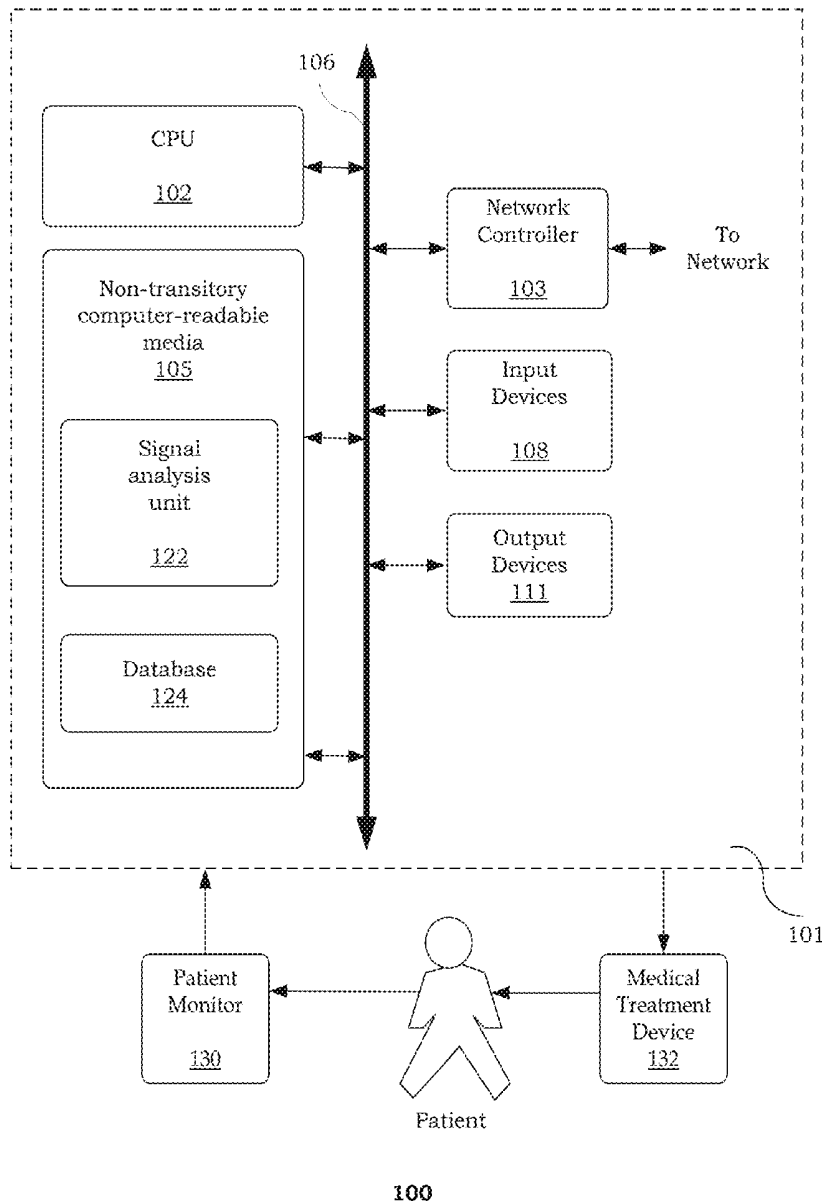 106
CPU
102
Network
Controller
103
To
Network
Non-transitory
computer-readable
media
105
Input
Devices
108
Signal
analysis
unit
122
Output
Devices
111
Database
124
101
Patient
Monitor
130
Medical
Treatment
Device
132
Patient
100